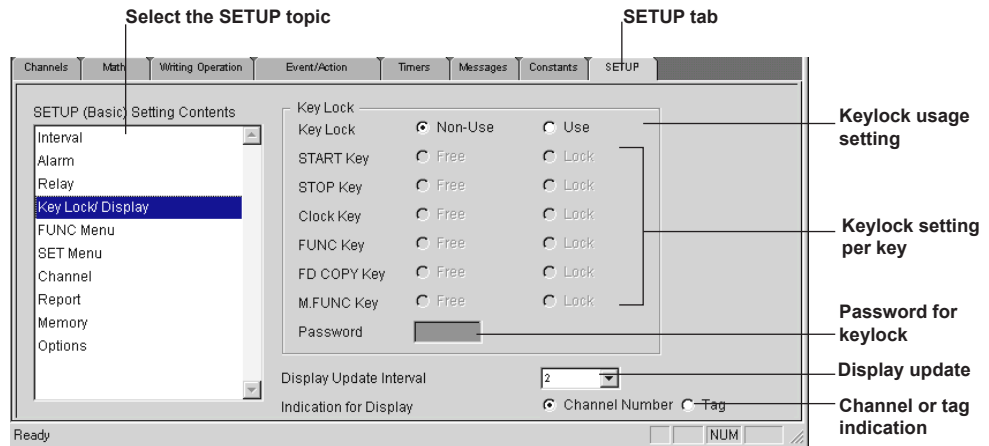 Select the SETUP topic
SETUP tab
Channels Math Writing Operation Event/Action Timers Messages Constants SETUP
SETUP (Basic) Setting Contents
Interval
Alarm
Relay
Key Lock/ Display
FUNC Menu
SET Menu
Channel
Report
Memory
Options
Key Lock
Key Lock Non-Use Use
START Key Free Lock
STOP Key Free Lock
Clock Key Free Lock
FUNC Key Free Lock
FD COPY Key Free Lock
M.FUNC Key Free Lock
Password
Display Update Interval 2
Indication for Display Channel Number Tag
Ready NUM
Keylock usage
setting
Keylock setting
per key
Password for
keylock
Display update
Channel or tag
indication